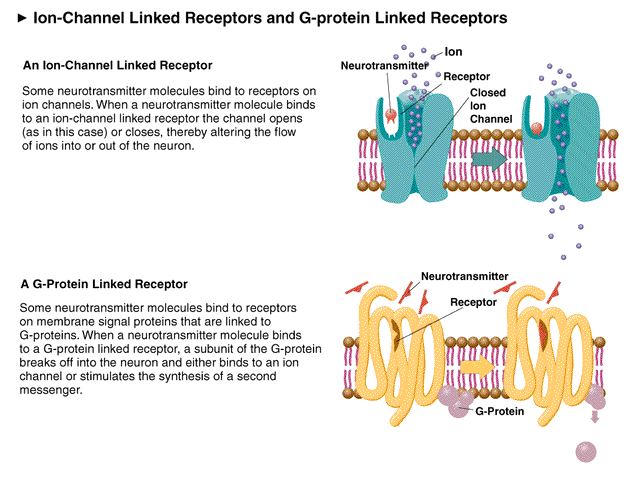 ► Ion-Channel Linked Receptors and G-protein Linked Receptors
An Ion-Channel Linked Receptor
Some neurotransmitter molecules bind to receptors on
ion channels. When a neurotransmitter molecule binds
to an ion-channel linked receptor the channel opens
(as in this case) or closes, thereby altering the flow
of ions into or out of the neuron.
Ion
Neurotransmitter
Receptor
Closed
Ion
Channel
A G-Protein Linked Receptor
Some neurotransmitter molecules bind to receptors
on membrane signal proteins that are linked to
G-proteins. When a neurotransmitter molecule binds
to a G-protein linked receptor, a subunit of the G-protein
breaks off into the neuron and either binds to an ion
channel or stimulates the synthesis of a second
messenger.
Neurotransmitter
Receptor
G-Protein